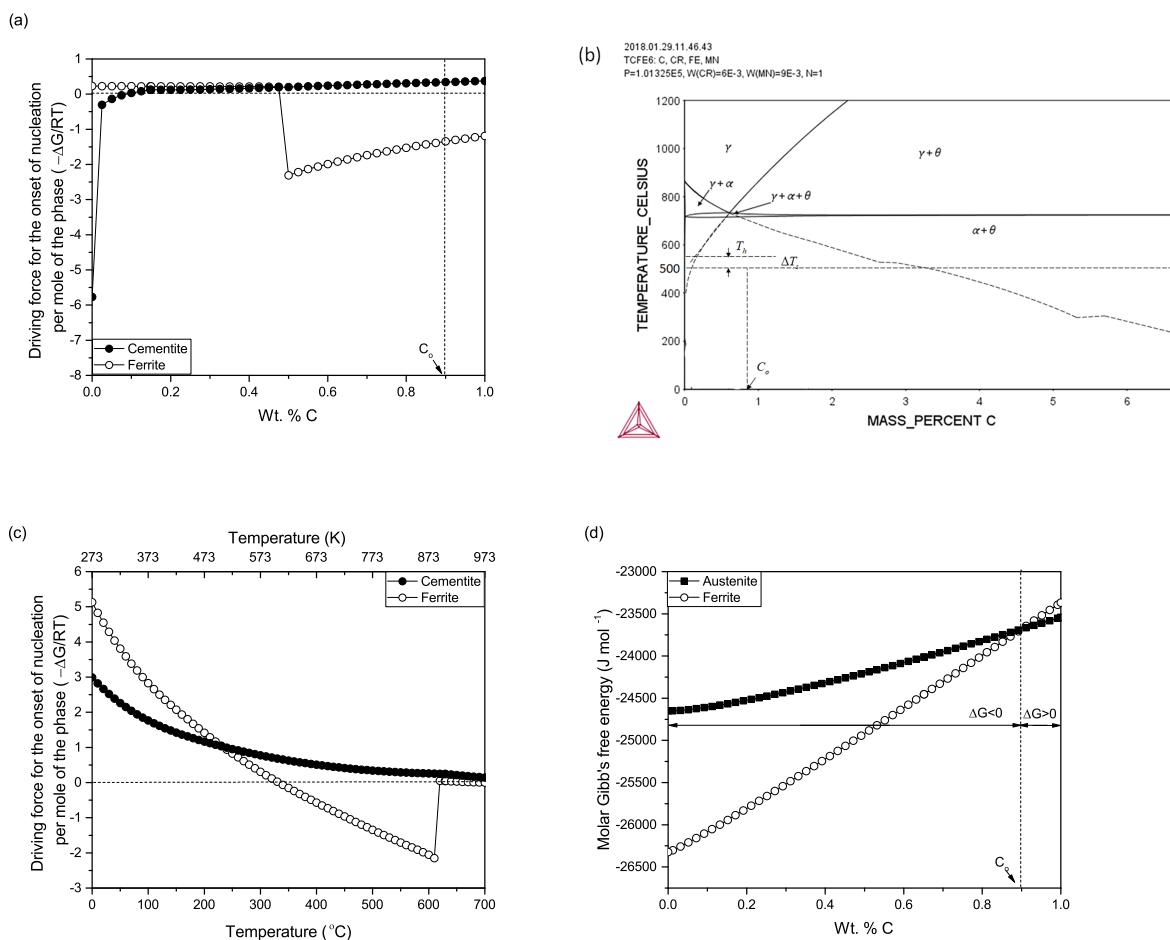 (a)
Driving force for the onset of nucleation
per mole of the phase ( −ΔG/RT)
1
0
-1
-2
-3
-4
-5
-6
-7
-8
Cementite
Ferrite
C₀
0.0 0.2 0.4 0.6 0.8 1.0
Wt. % C
(b)
2018.01.29.11.46.43
TCFE6: C, CR, FE, MN
P=1.01325E5, W(CR)=6E-3, W(MN)=9E-3, N=1
TEMPERATURE_CELSIUS
1200
1000
800
600
500
400
200
0
γ
γ + θ
γ + α
γ + α + θ
α + θ
T_h
ΔT_s
C_o
0 1 2 3 4 5 6
MASS_PERCENT C
(c)
Temperature (K)
273 373 473 573 673 773 873 973
Driving force for the onset of nucleation
per mole of the phase ( −ΔG/RT)
6
5
4
3
2
1
0
-1
-2
-3
Cementite
Ferrite
0 100 200 300 400 500 600 700
Temperature (°C)
(d)
Molar Gibb's free energy (J mol⁻¹)
-23000
-23500
-24000
-24500
-25000
-25500
-26000
-26500
Austenite
Ferrite
ΔG<0 ΔG>0
C₀
0.0 0.2 0.4 0.6 0.8 1.0
Wt. % C